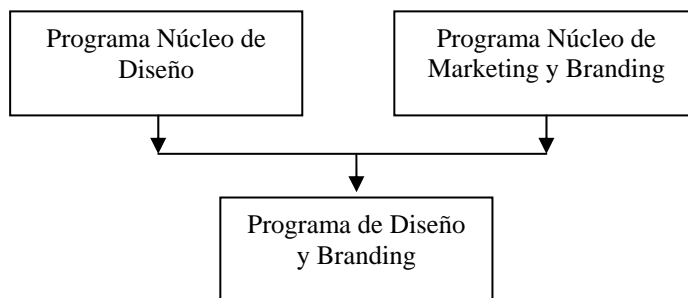 Programa Núcleo de
Diseño
Programa Núcleo de
Marketing y Branding
Programa de Diseño
y Branding